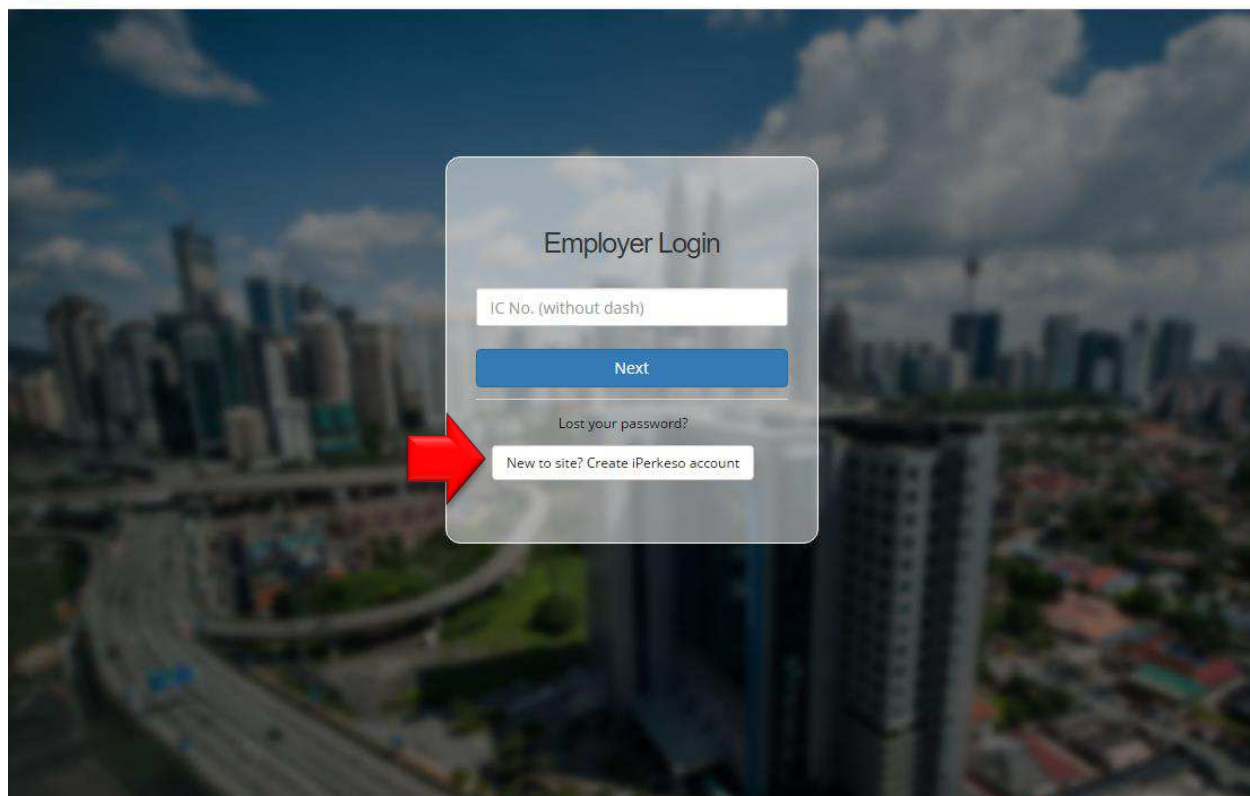 Employer Login
IC No. (without dash)
Next
Lost your password?
New to site? Create iPerkeso account